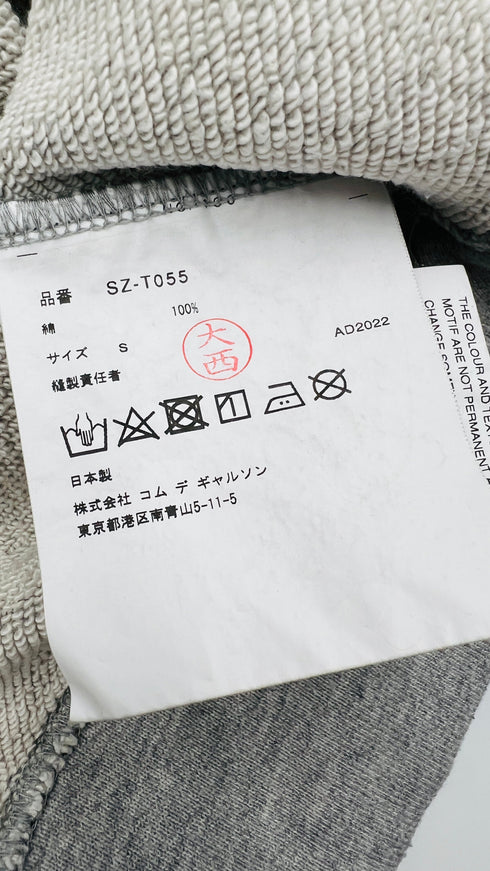 品番 SZ-T055
綿 100%
サイズ S AD2022
縫製責任者
大西
日本製
株式会社 コム デ ギャルソン
東京都港区南青山5-11-5
THE COLOUR AND TEX
MOTIF ARE NOT PERMANENT
CHANGE